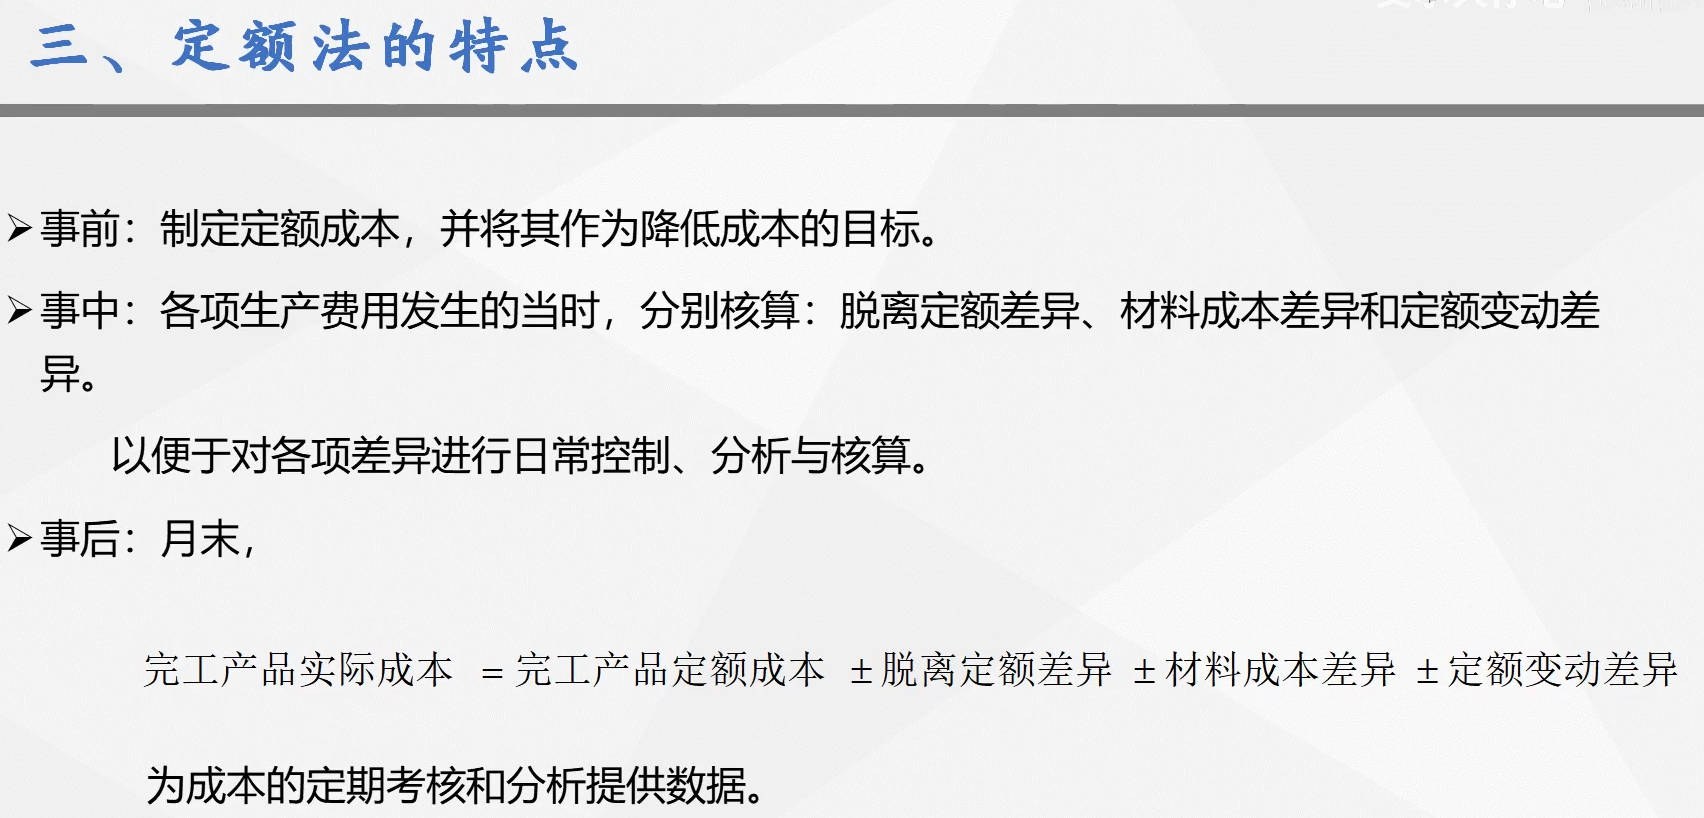 三、定额法的特点
➢事前：制定定额成本，并将其作为降低成本的目标。
➢事中：各项生产费用发生的当时，分别核算：脱离定额差异、材料成本差异和定额变动差
异。
以便于对各项差异进行日常控制、分析与核算。
➢事后：月末，
完工产品实际成本 = 完工产品定额成本 ± 脱离定额差异 ± 材料成本差异 ± 定额变动差异
为成本的定期考核和分析提供数据。